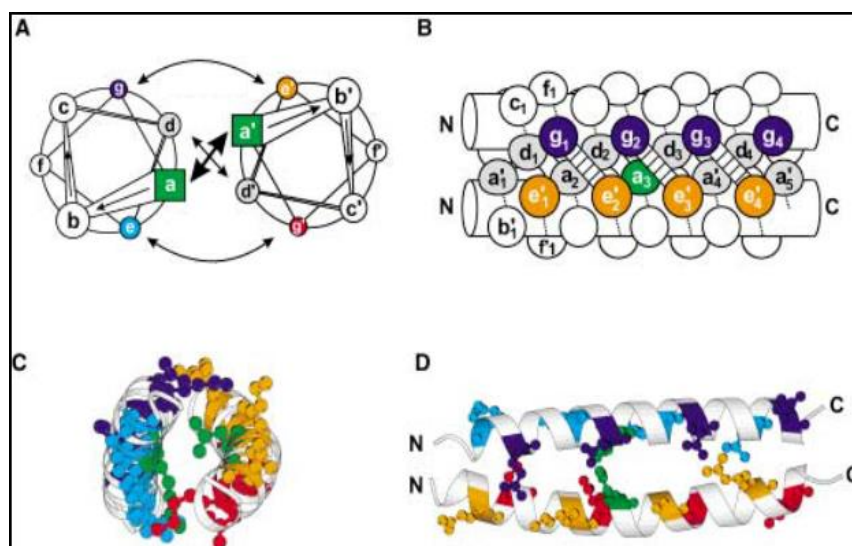 A
g e'
c d a' b'
f f'
a d'
b c'
e g'
B
f₁
c₁
N g₁ g₂ g₃ g₄ C
d₁ d₂ d₃ d₄
a'₁ a₂ a₃ a'₄ a'₅
N e'₁ e'₂ e'₃ e'₄ C
b'₁
f'₁
C
D
C
N
N C